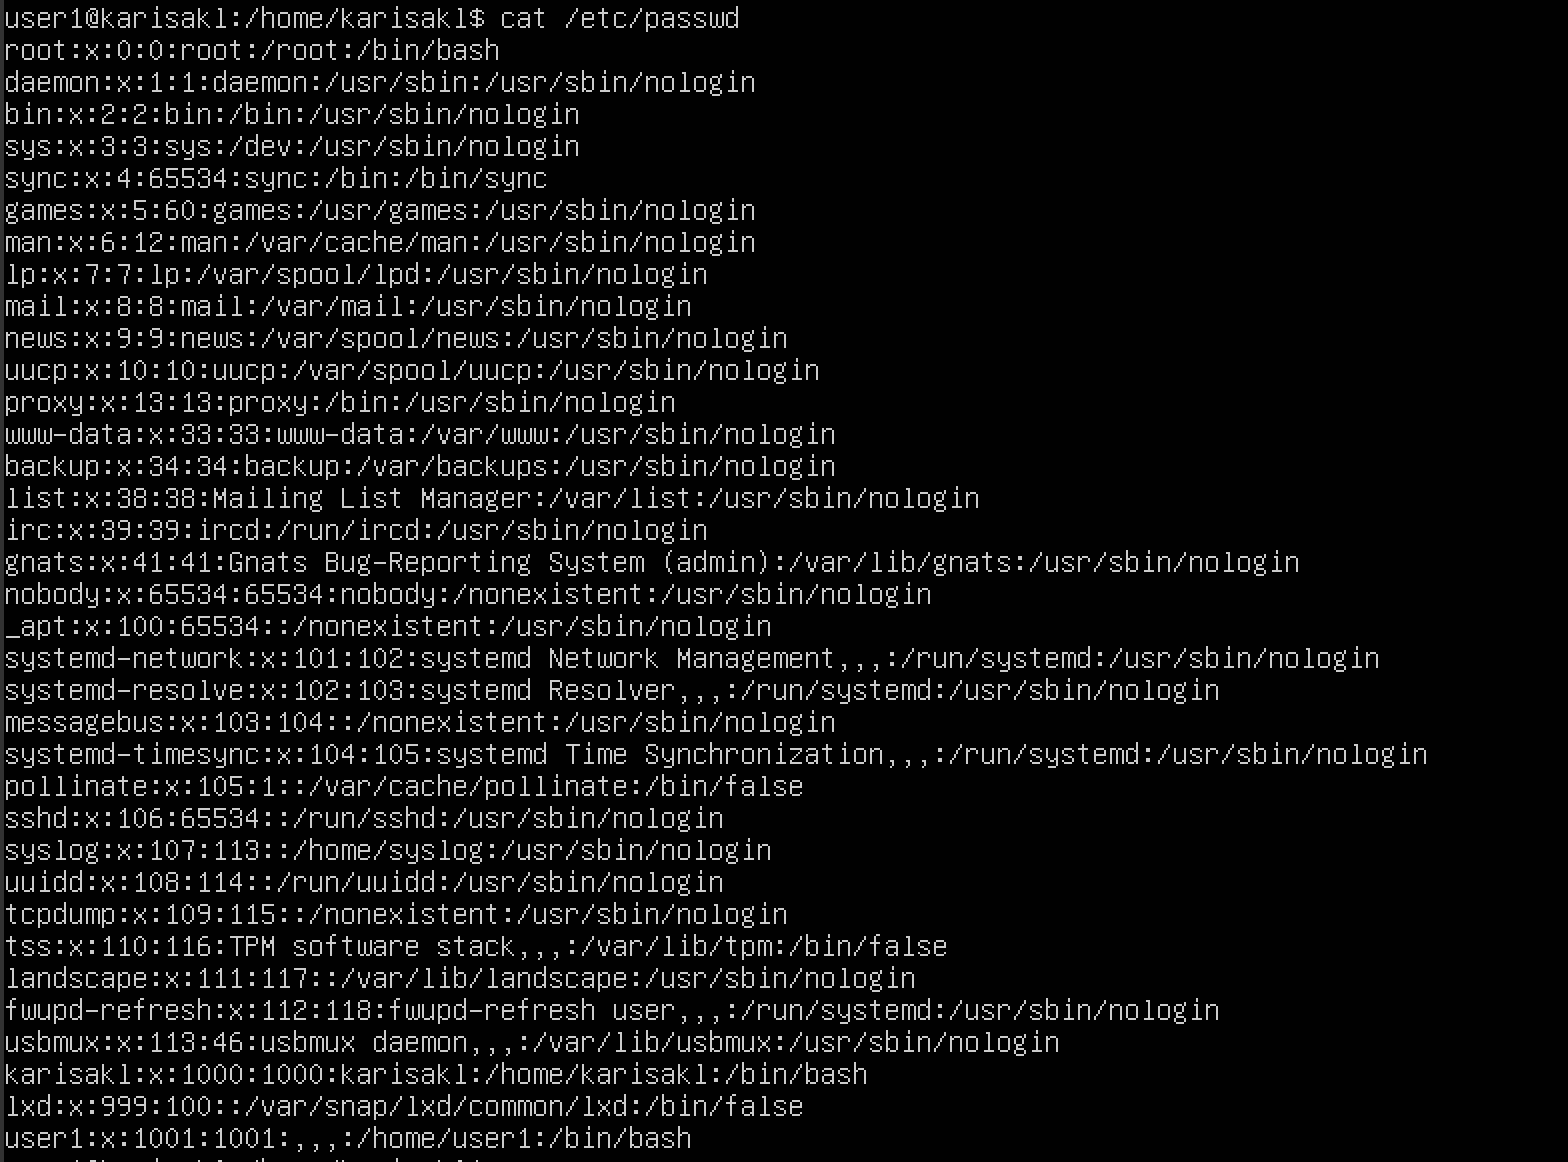 user1@karisakl:/home/karisakl$ cat /etc/passwd
root:x:0:0:root:/root:/bin/bash
daemon:x:1:1:daemon:/usr/sbin:/usr/sbin/nologin
bin:x:2:2:bin:/bin:/usr/sbin/nologin
sys:x:3:3:sys:/dev:/usr/sbin/nologin
sync:x:4:65534:sync:/bin:/bin/sync
games:x:5:60:games:/usr/games:/usr/sbin/nologin
man:x:6:12:man:/var/cache/man:/usr/sbin/nologin
lp:x:7:7:lp:/var/spool/lpd:/usr/sbin/nologin
mail:x:8:8:mail:/var/mail:/usr/sbin/nologin
news:x:9:9:news:/var/spool/news:/usr/sbin/nologin
uucp:x:10:10:uucp:/var/spool/uucp:/usr/sbin/nologin
proxy:x:13:13:proxy:/bin:/usr/sbin/nologin
www-data:x:33:33:www-data:/var/www:/usr/sbin/nologin
backup:x:34:34:backup:/var/backups:/usr/sbin/nologin
list:x:38:38:Mailing List Manager:/var/list:/usr/sbin/nologin
irc:x:39:39:ircd:/run/ircd:/usr/sbin/nologin
gnats:x:41:41:Gnats Bug-Reporting System (admin):/var/lib/gnats:/usr/sbin/nologin
nobody:x:65534:65534:nobody:/nonexistent:/usr/sbin/nologin
_apt:x:100:65534::/nonexistent:/usr/sbin/nologin
systemd-network:x:101:102:systemd Network Management,,,:/run/systemd:/usr/sbin/nologin
systemd-resolve:x:102:103:systemd Resolver,,,:/run/systemd:/usr/sbin/nologin
messagebus:x:103:104::/nonexistent:/usr/sbin/nologin
systemd-timesync:x:104:105:systemd Time Synchronization,,,:/run/systemd:/usr/sbin/nologin
pollinate:x:105:1::/var/cache/pollinate:/bin/false
sshd:x:106:65534::/run/sshd:/usr/sbin/nologin
syslog:x:107:113::/home/syslog:/usr/sbin/nologin
uuidd:x:108:114::/run/uuidd:/usr/sbin/nologin
tcpdump:x:109:115::/nonexistent:/usr/sbin/nologin
tss:x:110:116:TPM software stack,,,:/var/lib/tpm:/bin/false
landscape:x:111:117::/var/lib/landscape:/usr/sbin/nologin
fwupd-refresh:x:112:118:fwupd-refresh user,,,:/run/systemd:/usr/sbin/nologin
usbmux:x:113:46:usbmux daemon,,,:/var/lib/usbmux:/usr/sbin/nologin
karisakl:x:1000:1000:karisakl:/home/karisakl:/bin/bash
lxd:x:999:100::/var/snap/lxd/common/lxd:/bin/false
user1:x:1001:1001:,,,:/home/user1:/bin/bash